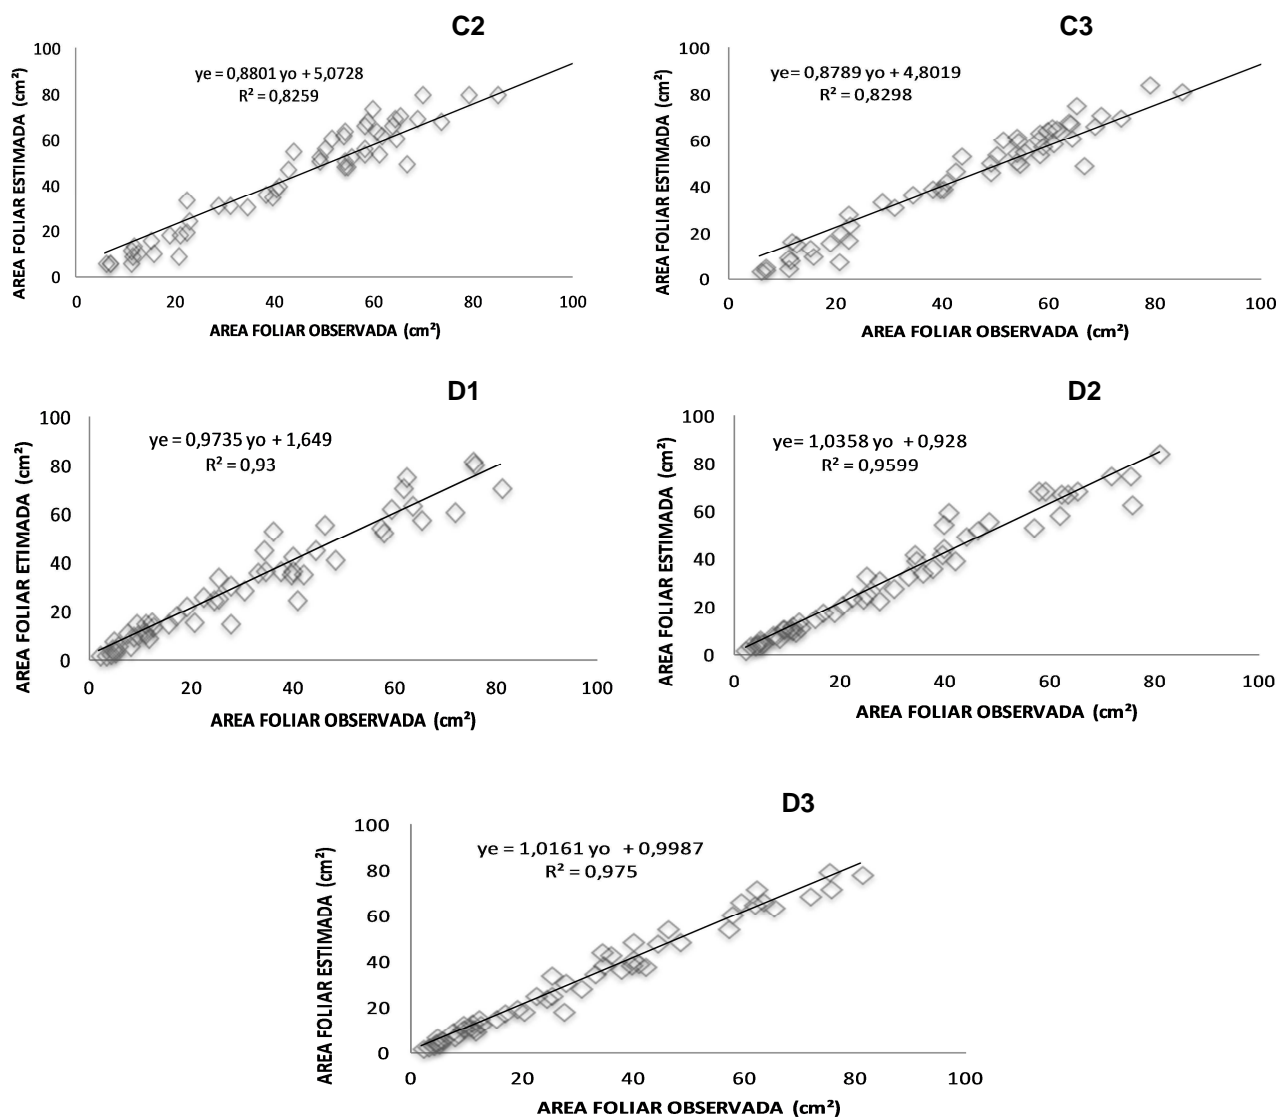 C2
100
80
60
40
20
0
ye = 0,8801 yo + 5,0728
R² = 0,8259
0 20 40 60 80 100
AREA FOLIAR ESTIMADA (cm²)
AREA FOLIAR OBSERVADA (cm²)
C3
100
80
60
40
20
0
ye= 0,8789 yo + 4,8019
R² = 0,8298
0 20 40 60 80 100
AREA FOLIAR ESTIMADA (cm²)
AREA FOLIAR OBSERVADA (cm²)
D1
100
80
60
40
20
0
ye = 0,9735 yo + 1,649
R² = 0,93
0 20 40 60 80 100
AREA FOLIAR ETIMADA (cm²)
AREA FOLIAR OBSERVADA (cm²)
D2
100
80
60
40
20
0
ye= 1,0358 yo + 0,928
R² = 0,9599
0 20 40 60 80 100
AREA FOLIAR ESTIMADA (cm²)
AREA FOLIAR OBSERVADA (cm²)
D3
100
80
60
40
20
0
ye = 1,0161 yo + 0,9987
R² = 0,975
0 20 40 60 80 100
AREA FOLIAR ESTIMADA (cm²)
AREA FOLIAR OBSERVADA (cm²)